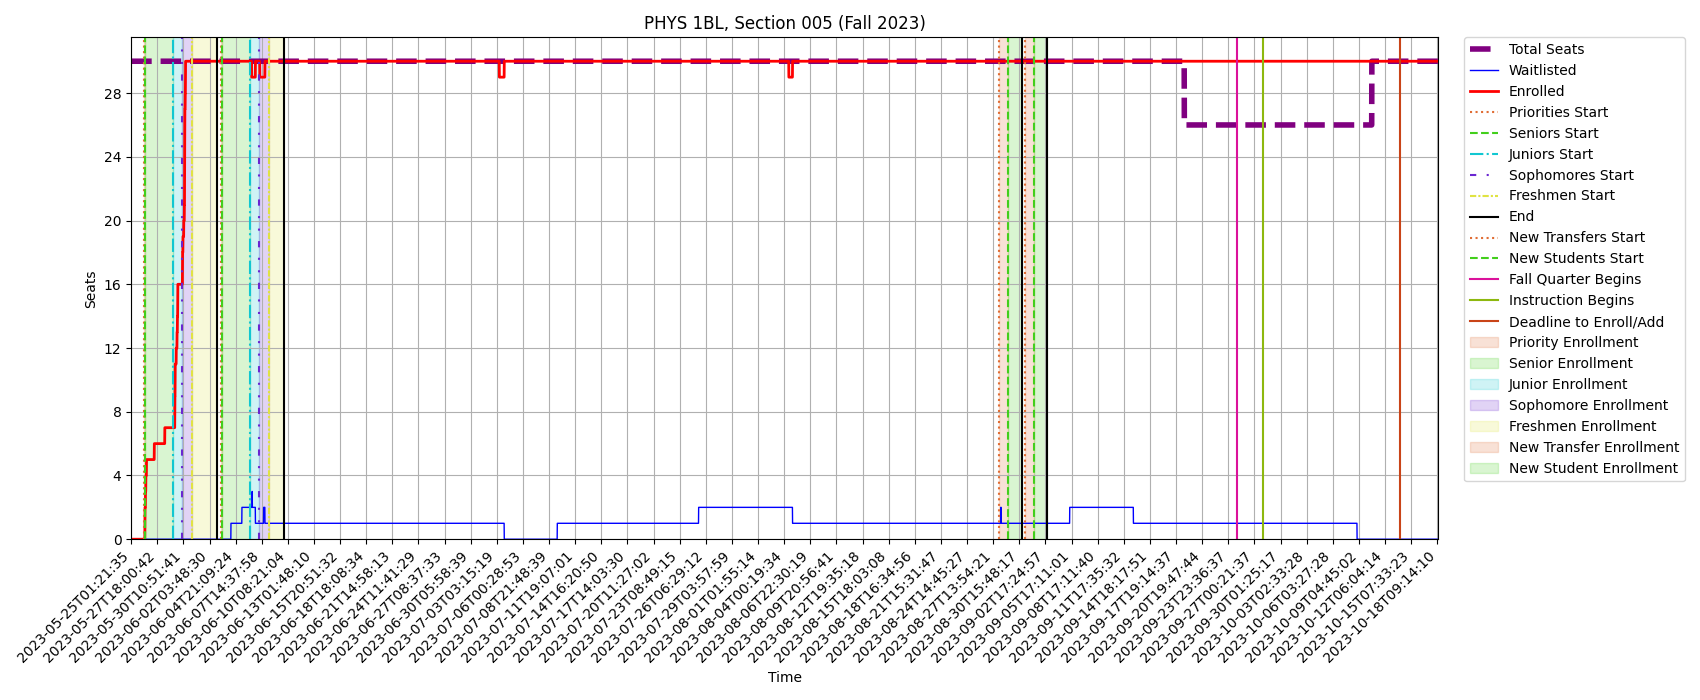 PHYS 1BL, Section 005 (Fall 2023)
Seats
28
24
20
16
12
8
4
0
2023-05-25T01:21:35
2023-05-27T18:00:42
2023-05-30T10:51:41
2023-06-02T03:48:30
2023-06-04T21:09:24
2023-06-07T14:37:58
2023-06-10T08:21:04
2023-06-13T01:48:10
2023-06-15T20:51:32
2023-06-18T18:08:34
2023-06-21T14:58:13
2023-06-24T11:41:29
2023-06-27T08:37:33
2023-06-30T05:58:39
2023-07-03T03:15:19
2023-07-06T00:28:53
2023-07-08T21:48:39
2023-07-11T19:07:01
2023-07-14T16:20:50
2023-07-17T14:03:30
2023-07-20T11:27:02
2023-07-23T08:49:15
2023-07-26T06:29:12
2023-07-29T03:57:59
2023-08-01T01:55:14
2023-08-04T00:19:34
2023-08-06T22:30:19
2023-08-09T20:56:41
2023-08-12T19:35:18
2023-08-15T18:03:08
2023-08-18T16:34:56
2023-08-21T15:31:47
2023-08-24T14:45:27
2023-08-27T13:54:21
2023-08-30T15:48:17
2023-09-02T17:24:57
2023-09-05T17:11:01
2023-09-08T17:11:40
2023-09-11T17:35:32
2023-09-14T18:17:51
2023-09-17T19:14:37
2023-09-20T19:47:44
2023-09-23T23:36:37
2023-09-27T00:21:37
2023-09-30T01:25:17
2023-10-03T02:33:28
2023-10-06T03:27:28
2023-10-09T04:45:02
2023-10-12T06:04:14
2023-10-15T07:33:23
2023-10-18T09:14:10
Time
Total Seats
Waitlisted
Enrolled
Priorities Start
Seniors Start
Juniors Start
Sophomores Start
Freshmen Start
End
New Transfers Start
New Students Start
Fall Quarter Begins
Instruction Begins
Deadline to Enroll/Add
Priority Enrollment
Senior Enrollment
Junior Enrollment
Sophomore Enrollment
Freshmen Enrollment
New Transfer Enrollment
New Student Enrollment